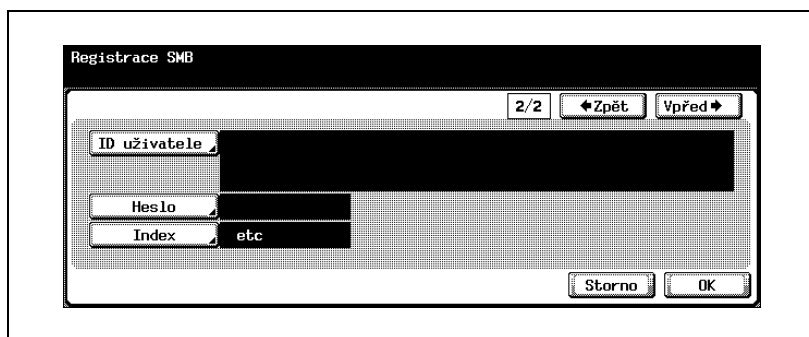 Registrace SMB
2/2 🡄Zpět Vpřed🡆
ID uživatele
Heslo
Index etc
Storno OK